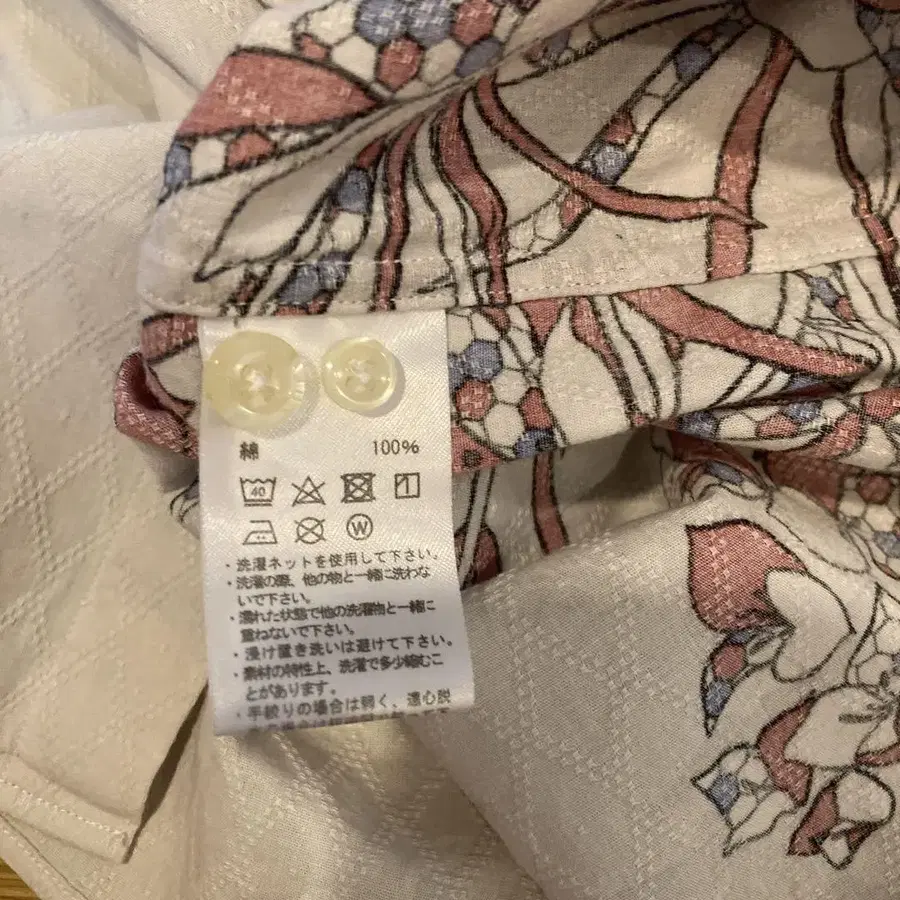 綿 100%
40
W
・洗濯ネットを使用して下さい。
・洗濯の際、他の物と一緒に洗わな
いで下さい。
・濡れた状態で他の洗濯物と一緒に
重ねないで下さい。
・浸け置き洗いは避けて下さい。
・素材の特性上、洗濯で多少縮むこ
とがあります。
・手絞りの場合は弱く、遠心脱